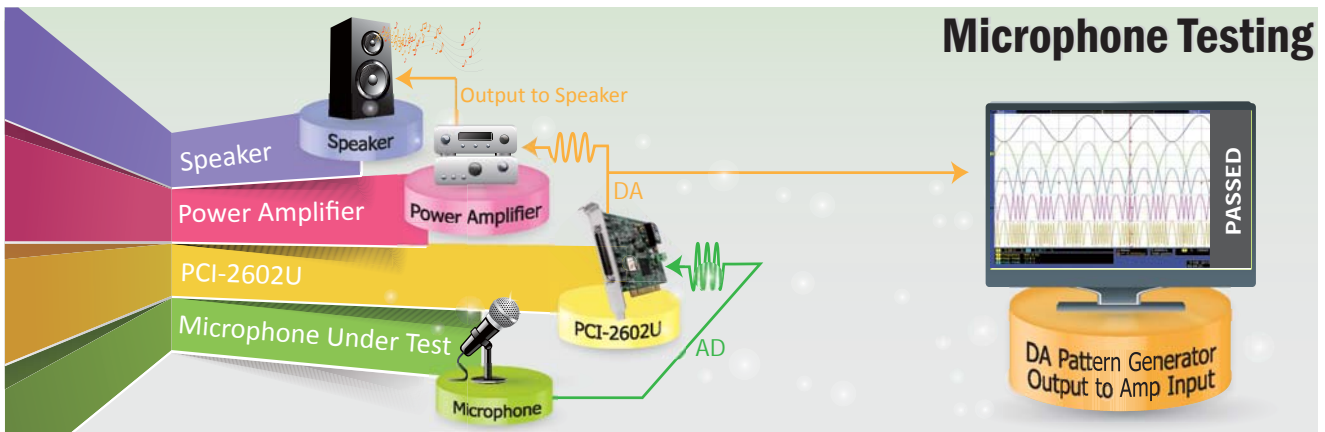 Microphone Testing
Output to Speaker
Speaker
Speaker
DA
PASSED
Power Amplifier
Power Amplifier
PCI-2602U
PCI-2602U
Microphone Under Test
AD
Microphone
DA Pattern Generator
Output to Amp Input